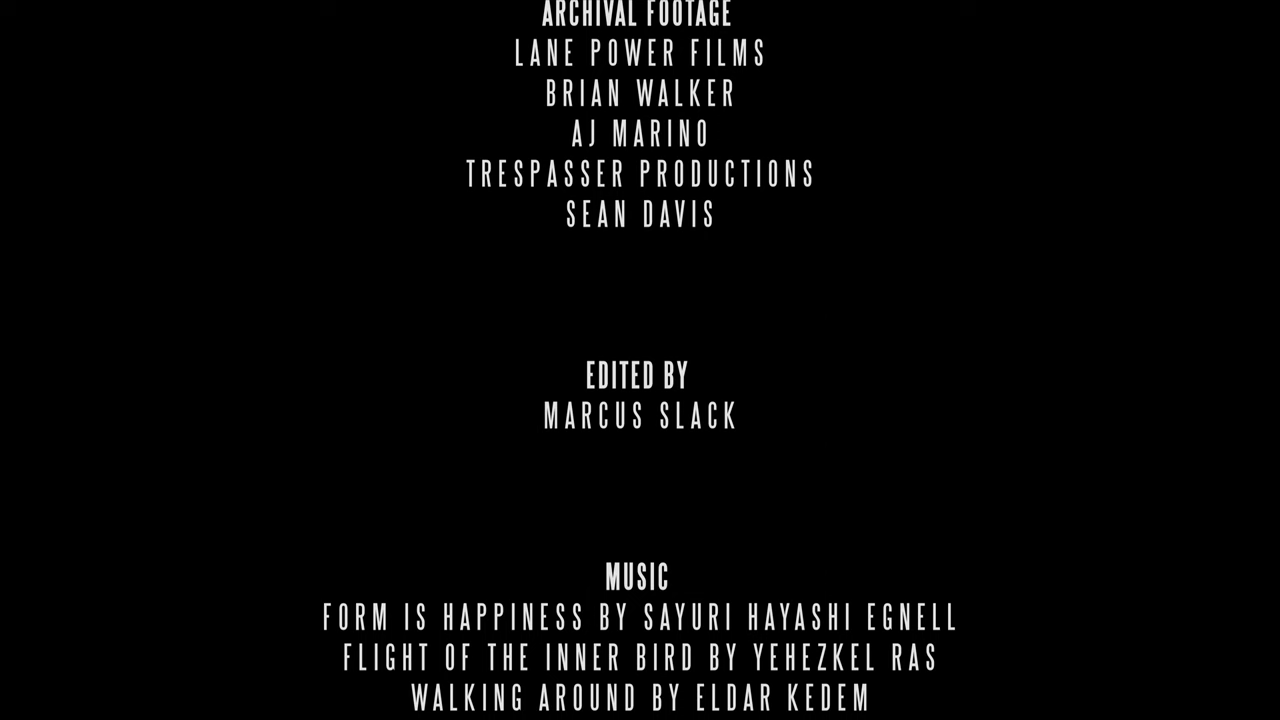 ARCHIVAL FOOTAGE
LANE POWER FILMS
BRIAN WALKER
AJ MARINO
TRESPASSER PRODUCTIONS
SEAN DAVIS
EDITED BY
MARCUS SLACK
MUSIC
FORM IS HAPPINESS BY SAYURI HAYASHI EGNELL
FLIGHT OF THE INNER BIRD BY YEHEZKEL RAS
WALKING AROUND BY ELDAR KEDEM